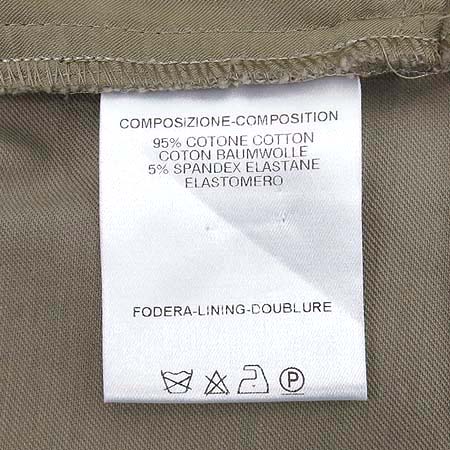 COMPOSIZIONE-COMPOSITION
95% COTONE COTTON
COTON BAUMWOLLE
5% SPANDEX ELASTANE
ELASTOMERO
FODERA-LINING-DOUBLURE
P